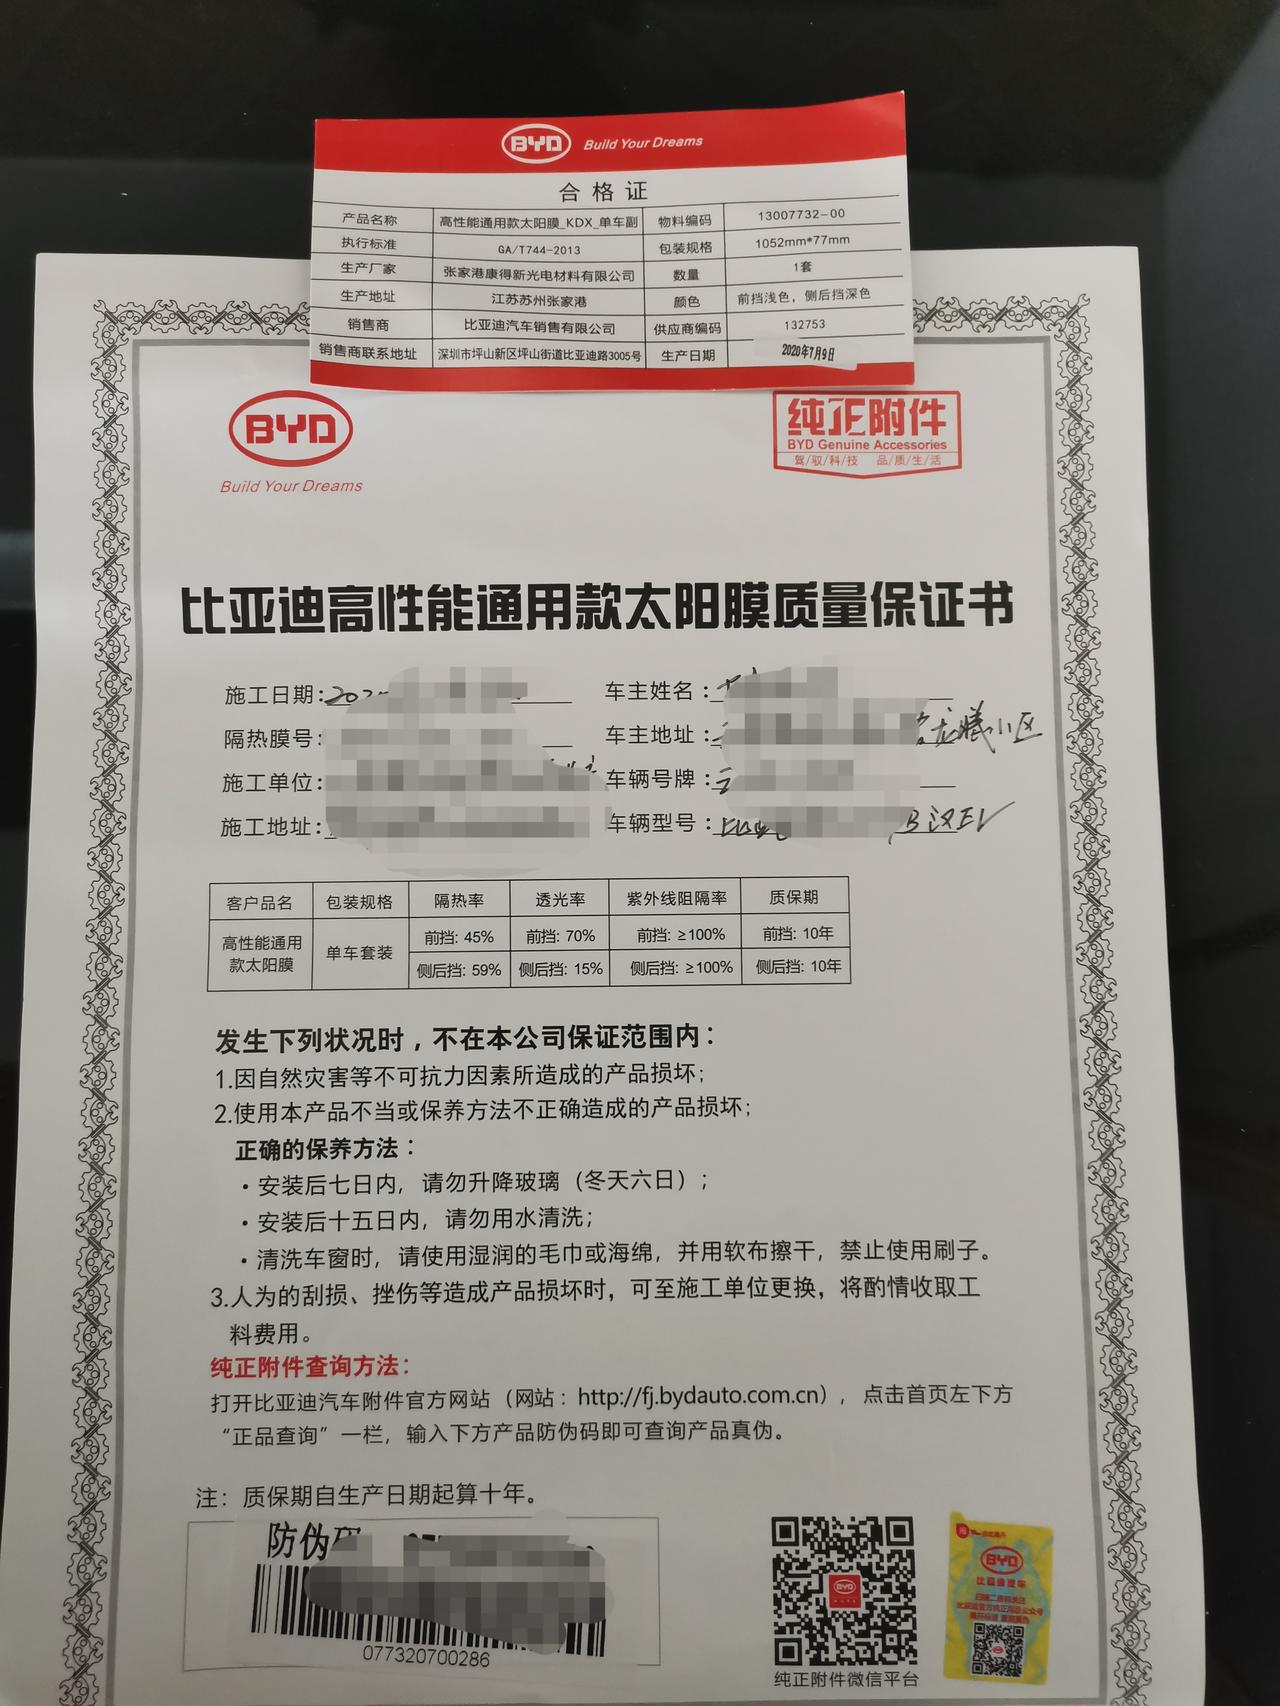 BYD Build Your Dreams
合格证
产品名称 高性能通用款太阳膜_KDX_单车副 物料编码 13007732-00
执行标准 GA/T744-2013 包装规格 1052mm*77mm
生产厂家 张家港康得新光电材料有限公司 数量 1套
生产地址 江苏苏州张家港 颜色 前挡浅色，侧后挡深色
销售商 比亚迪汽车销售有限公司 供应商编码 132753
销售商联系地址 深圳市坪山新区坪山街道比亚迪路3005号 生产日期 2020年7月9日
BYD
Build Your Dreams
纯正附件
BYD Genuine Accessories
驾/驭/科/技 品/质/生/活
比亚迪高性能通用款太阳膜质量保证书
施工日期: 车主姓名:
隔热膜号: 车主地址: 龙腾小区
施工单位: 车辆号牌:
施工地址: 车辆型号: 汉EV
客户品名 包装规格 隔热率 透光率 紫外线阻隔率 质保期
高性能通用款太阳膜 单车套装 前挡: 45% 前挡: 70% 前挡: ≥100% 前挡: 10年
侧后挡: 59% 侧后挡: 15% 侧后挡: ≥100% 侧后挡: 10年
发生下列状况时，不在本公司保证范围内：
1.因自然灾害等不可抗力因素所造成的产品损坏；
2.使用本产品不当或保养方法不正确造成的产品损坏；
正确的保养方法：
·安装后七日内，请勿升降玻璃（冬天六日）；
·安装后十五日内，请勿用水清洗；
·清洗车窗时，请使用湿润的毛巾或海绵，并用软布擦干，禁止使用刷子。
3.人为的刮损、挫伤等造成产品损坏时，可至施工单位更换，将酌情收取工
料费用。
纯正附件查询方法：
打开比亚迪汽车附件官方网站（网站：http://fj.bydauto.com.cn），点击首页左下方
“正品查询”一栏，输入下方产品防伪码即可查询产品真伪。
注：质保期自生产日期起算十年。
防伪码
077320700286
BYD
纯正附件微信平台
BYD
比亚迪汽车